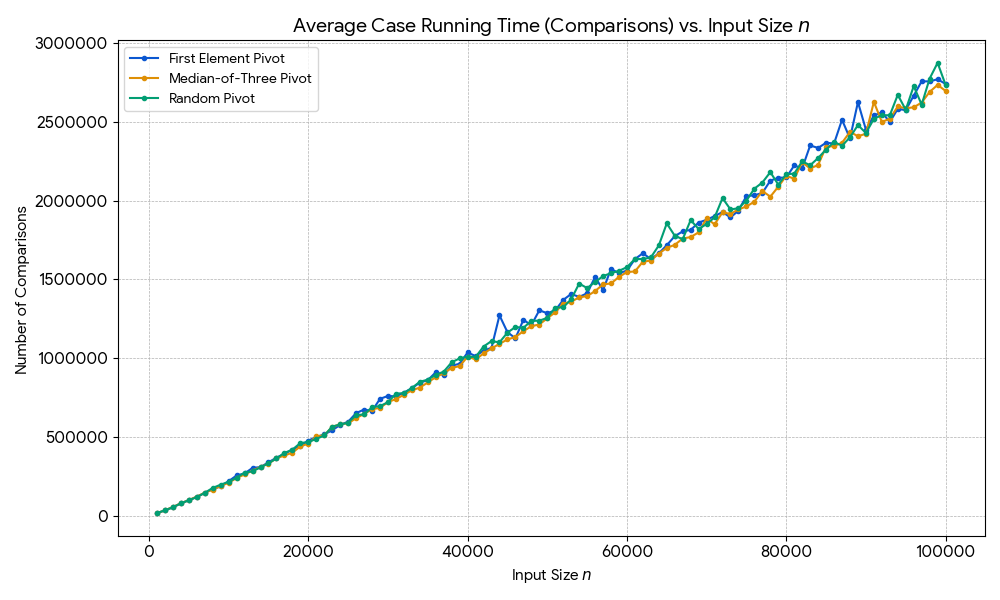 Average Case Running Time (Comparisons) vs. Input Size n
First Element Pivot
Median-of-Three Pivot
Random Pivot
Number of Comparisons
3000000
2500000
2000000
1500000
1000000
500000
0
0 20000 40000 60000 80000 100000
Input Size n